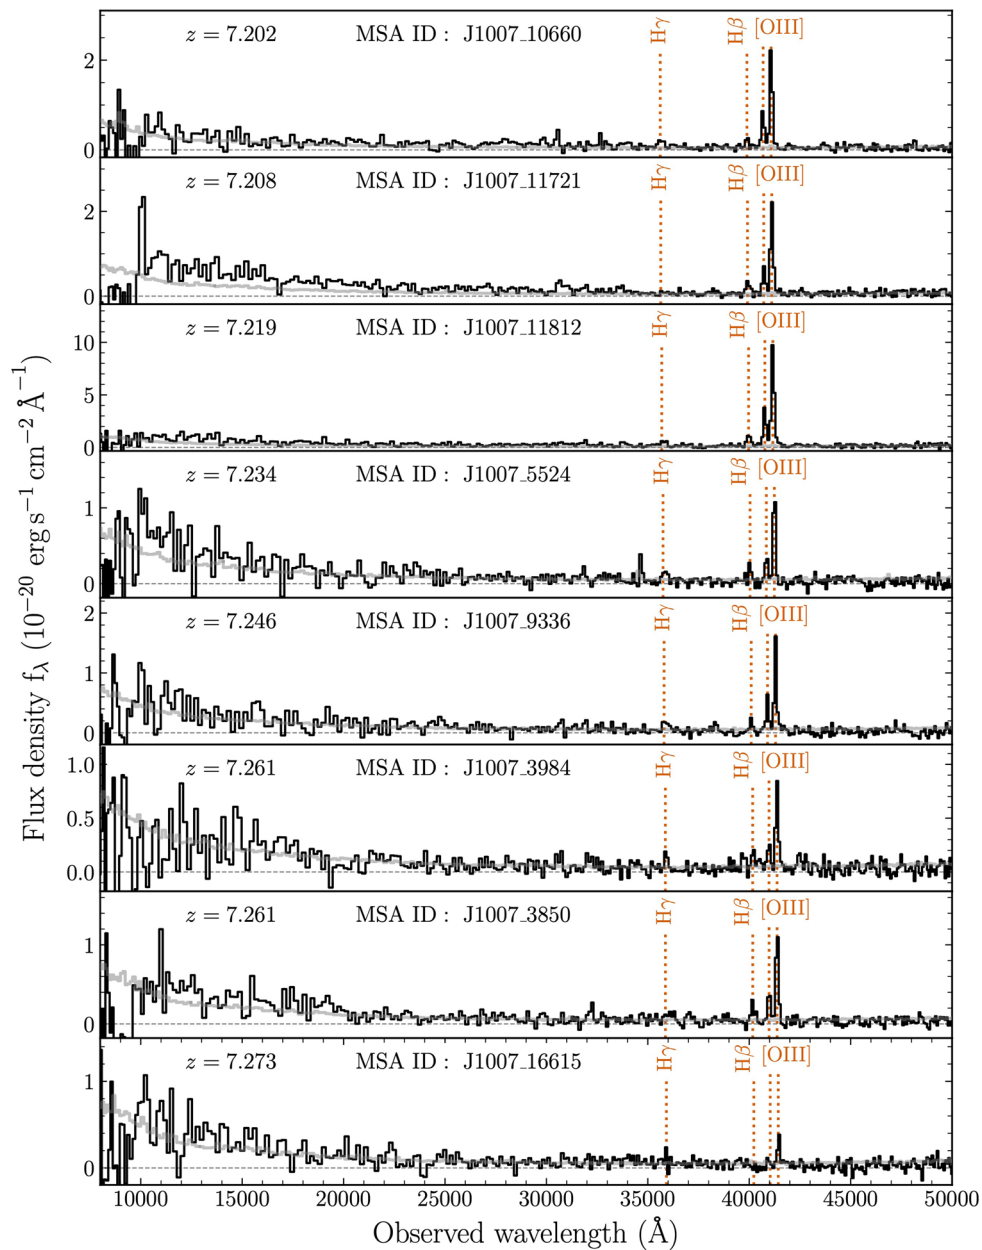 z = 7.202 MSA ID : J1007_10660 Hγ Hβ [OIII]
2
0
z = 7.208 MSA ID : J1007_11721 Hγ Hβ [OIII]
2
0
z = 7.219 MSA ID : J1007_11812 Hγ Hβ [OIII]
10
5
0
z = 7.234 MSA ID : J1007_5524 Hγ Hβ [OIII]
1
0
z = 7.246 MSA ID : J1007_9336 Hγ Hβ [OIII]
2
1
0
z = 7.261 MSA ID : J1007_3984 Hγ Hβ [OIII]
1.0
0.5
0.0
z = 7.261 MSA ID : J1007_3850 Hγ Hβ [OIII]
1
0
z = 7.273 MSA ID : J1007_16615 Hγ Hβ [OIII]
1
0
Flux density fλ (10⁻²⁰ erg s⁻¹ cm⁻² Å⁻¹)
10000 15000 20000 25000 30000 35000 40000 45000 50000
Observed wavelength (Å)